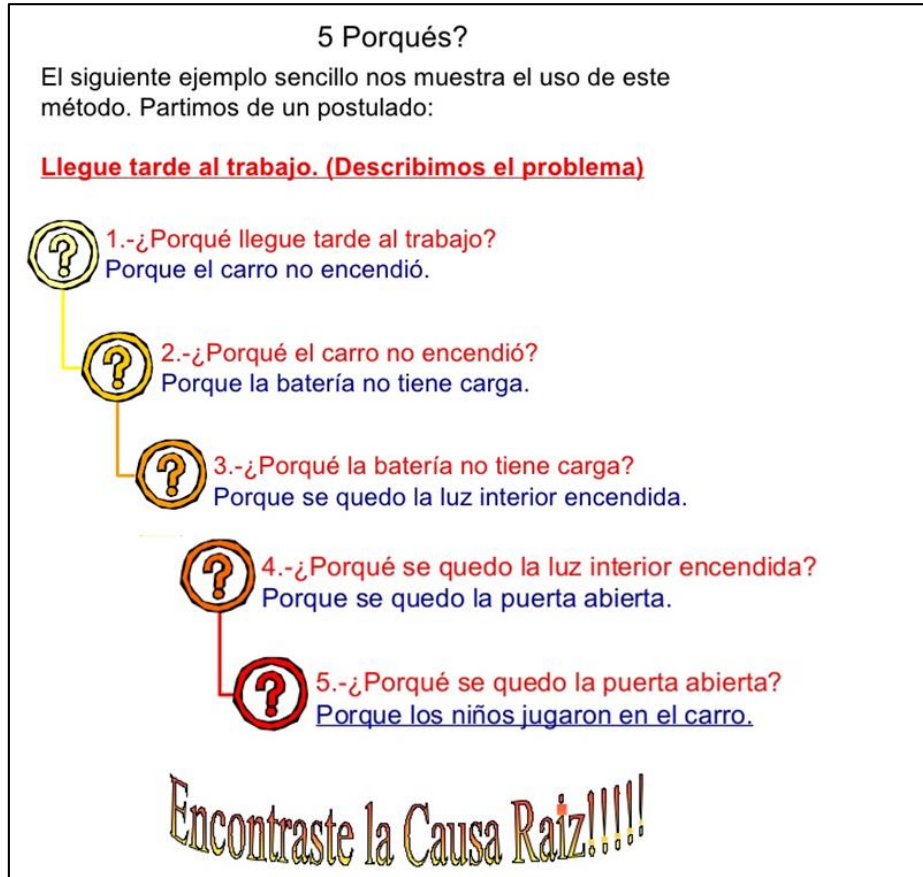 5 Porqués?
El siguiente ejemplo sencillo nos muestra el uso de este
método. Partimos de un postulado:
Llegue tarde al trabajo. (Describimos el problema)
1.-¿Porqué llegue tarde al trabajo?
Porque el carro no encendió.
2.-¿Porqué el carro no encendió?
Porque la batería no tiene carga.
3.-¿Porqué la batería no tiene carga?
Porque se quedo la luz interior encendida.
4.-¿Porqué se quedo la luz interior encendida?
Porque se quedo la puerta abierta.
5.-¿Porqué se quedo la puerta abierta?
Porque los niños jugaron en el carro.
Encontraste la Causa Raiz!!!!!